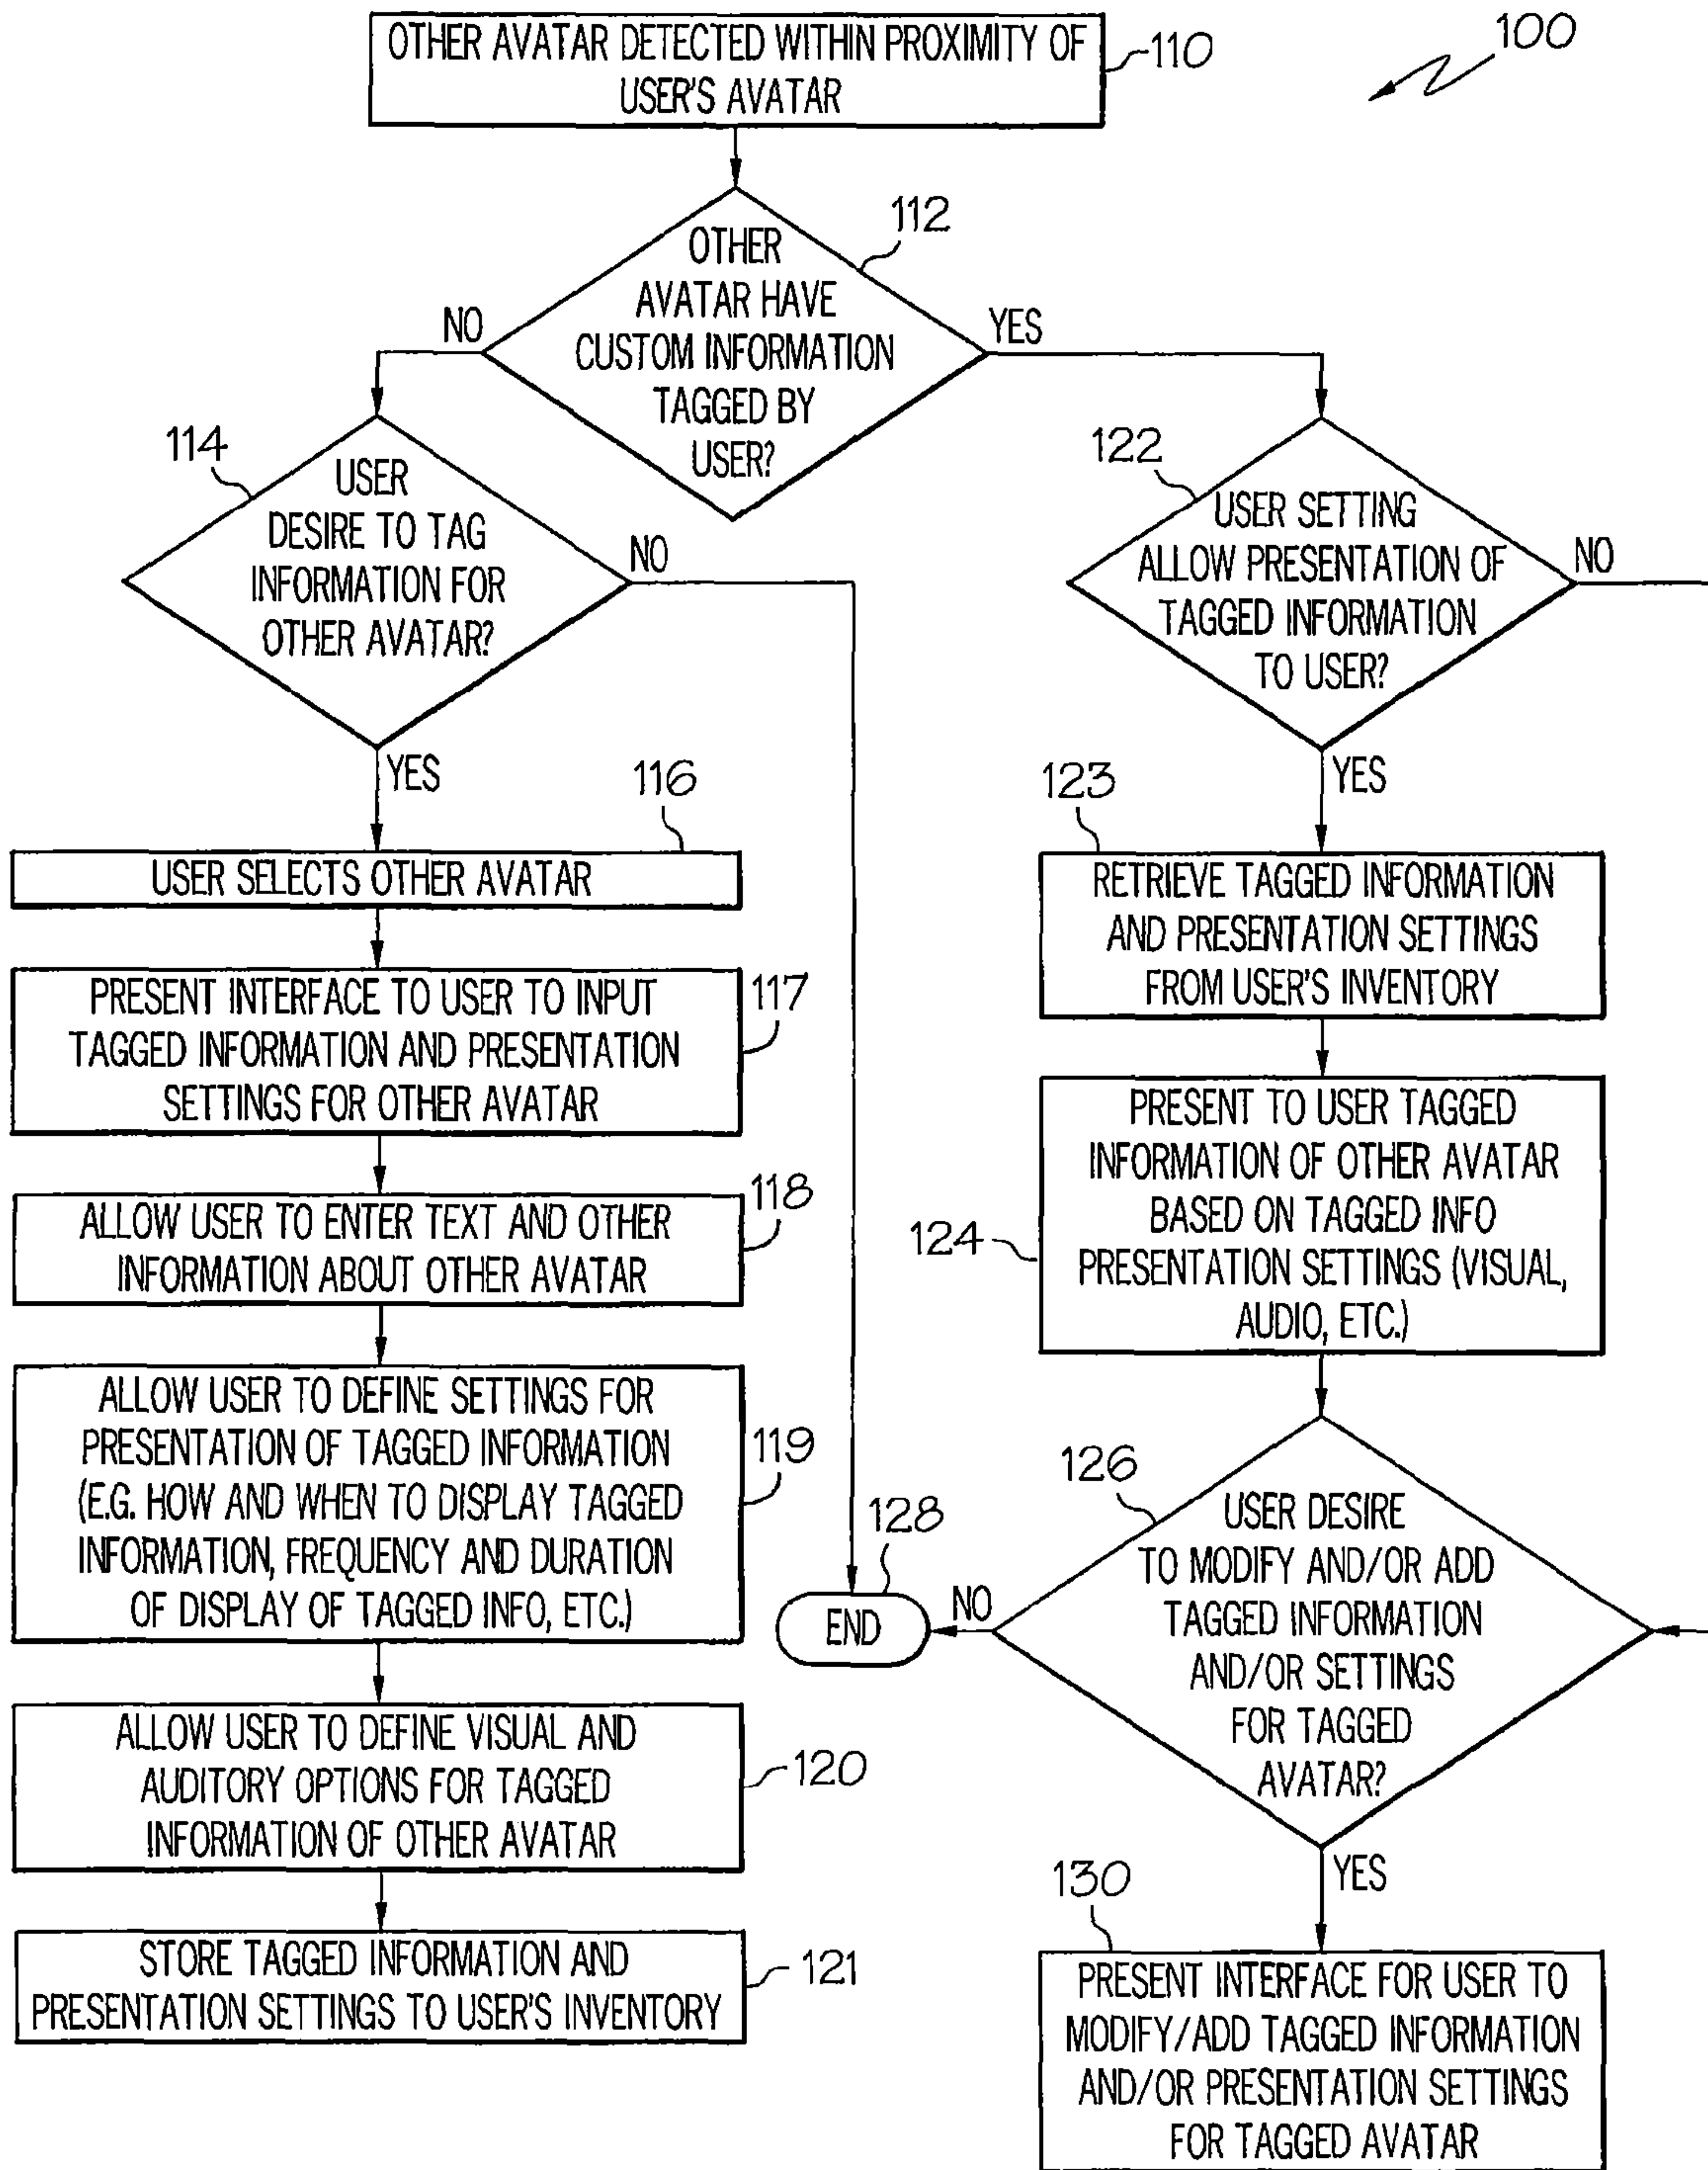 100
OTHER AVATAR DETECTED WITHIN PROXIMITY OF
USER'S AVATAR
110
112
OTHER
AVATAR HAVE
CUSTOM INFORMATION
TAGGED BY
USER?
NO
YES
114
USER
DESIRE TO TAG
INFORMATION FOR
OTHER AVATAR?
NO
YES
116
USER SELECTS OTHER AVATAR
PRESENT INTERFACE TO USER TO INPUT
TAGGED INFORMATION AND PRESENTATION
SETTINGS FOR OTHER AVATAR
117
ALLOW USER TO ENTER TEXT AND OTHER
INFORMATION ABOUT OTHER AVATAR
118
ALLOW USER TO DEFINE SETTINGS FOR
PRESENTATION OF TAGGED INFORMATION
(E.G. HOW AND WHEN TO DISPLAY TAGGED
INFORMATION, FREQUENCY AND DURATION
OF DISPLAY OF TAGGED INFO, ETC.)
119
ALLOW USER TO DEFINE VISUAL AND
AUDITORY OPTIONS FOR TAGGED
INFORMATION OF OTHER AVATAR
120
STORE TAGGED INFORMATION AND
PRESENTATION SETTINGS TO USER'S INVENTORY
121
122
USER SETTING
ALLOW PRESENTATION OF
TAGGED INFORMATION
TO USER?
NO
YES
123
RETRIEVE TAGGED INFORMATION
AND PRESENTATION SETTINGS
FROM USER'S INVENTORY
PRESENT TO USER TAGGED
INFORMATION OF OTHER AVATAR
BASED ON TAGGED INFO
PRESENTATION SETTINGS (VISUAL,
AUDIO, ETC.)
124
126
USER DESIRE
TO MODIFY AND/OR ADD
TAGGED INFORMATION
AND/OR SETTINGS
FOR TAGGED
AVATAR?
NO
128
END
YES
130
PRESENT INTERFACE FOR USER TO
MODIFY/ADD TAGGED INFORMATION
AND/OR PRESENTATION SETTINGS
FOR TAGGED AVATAR